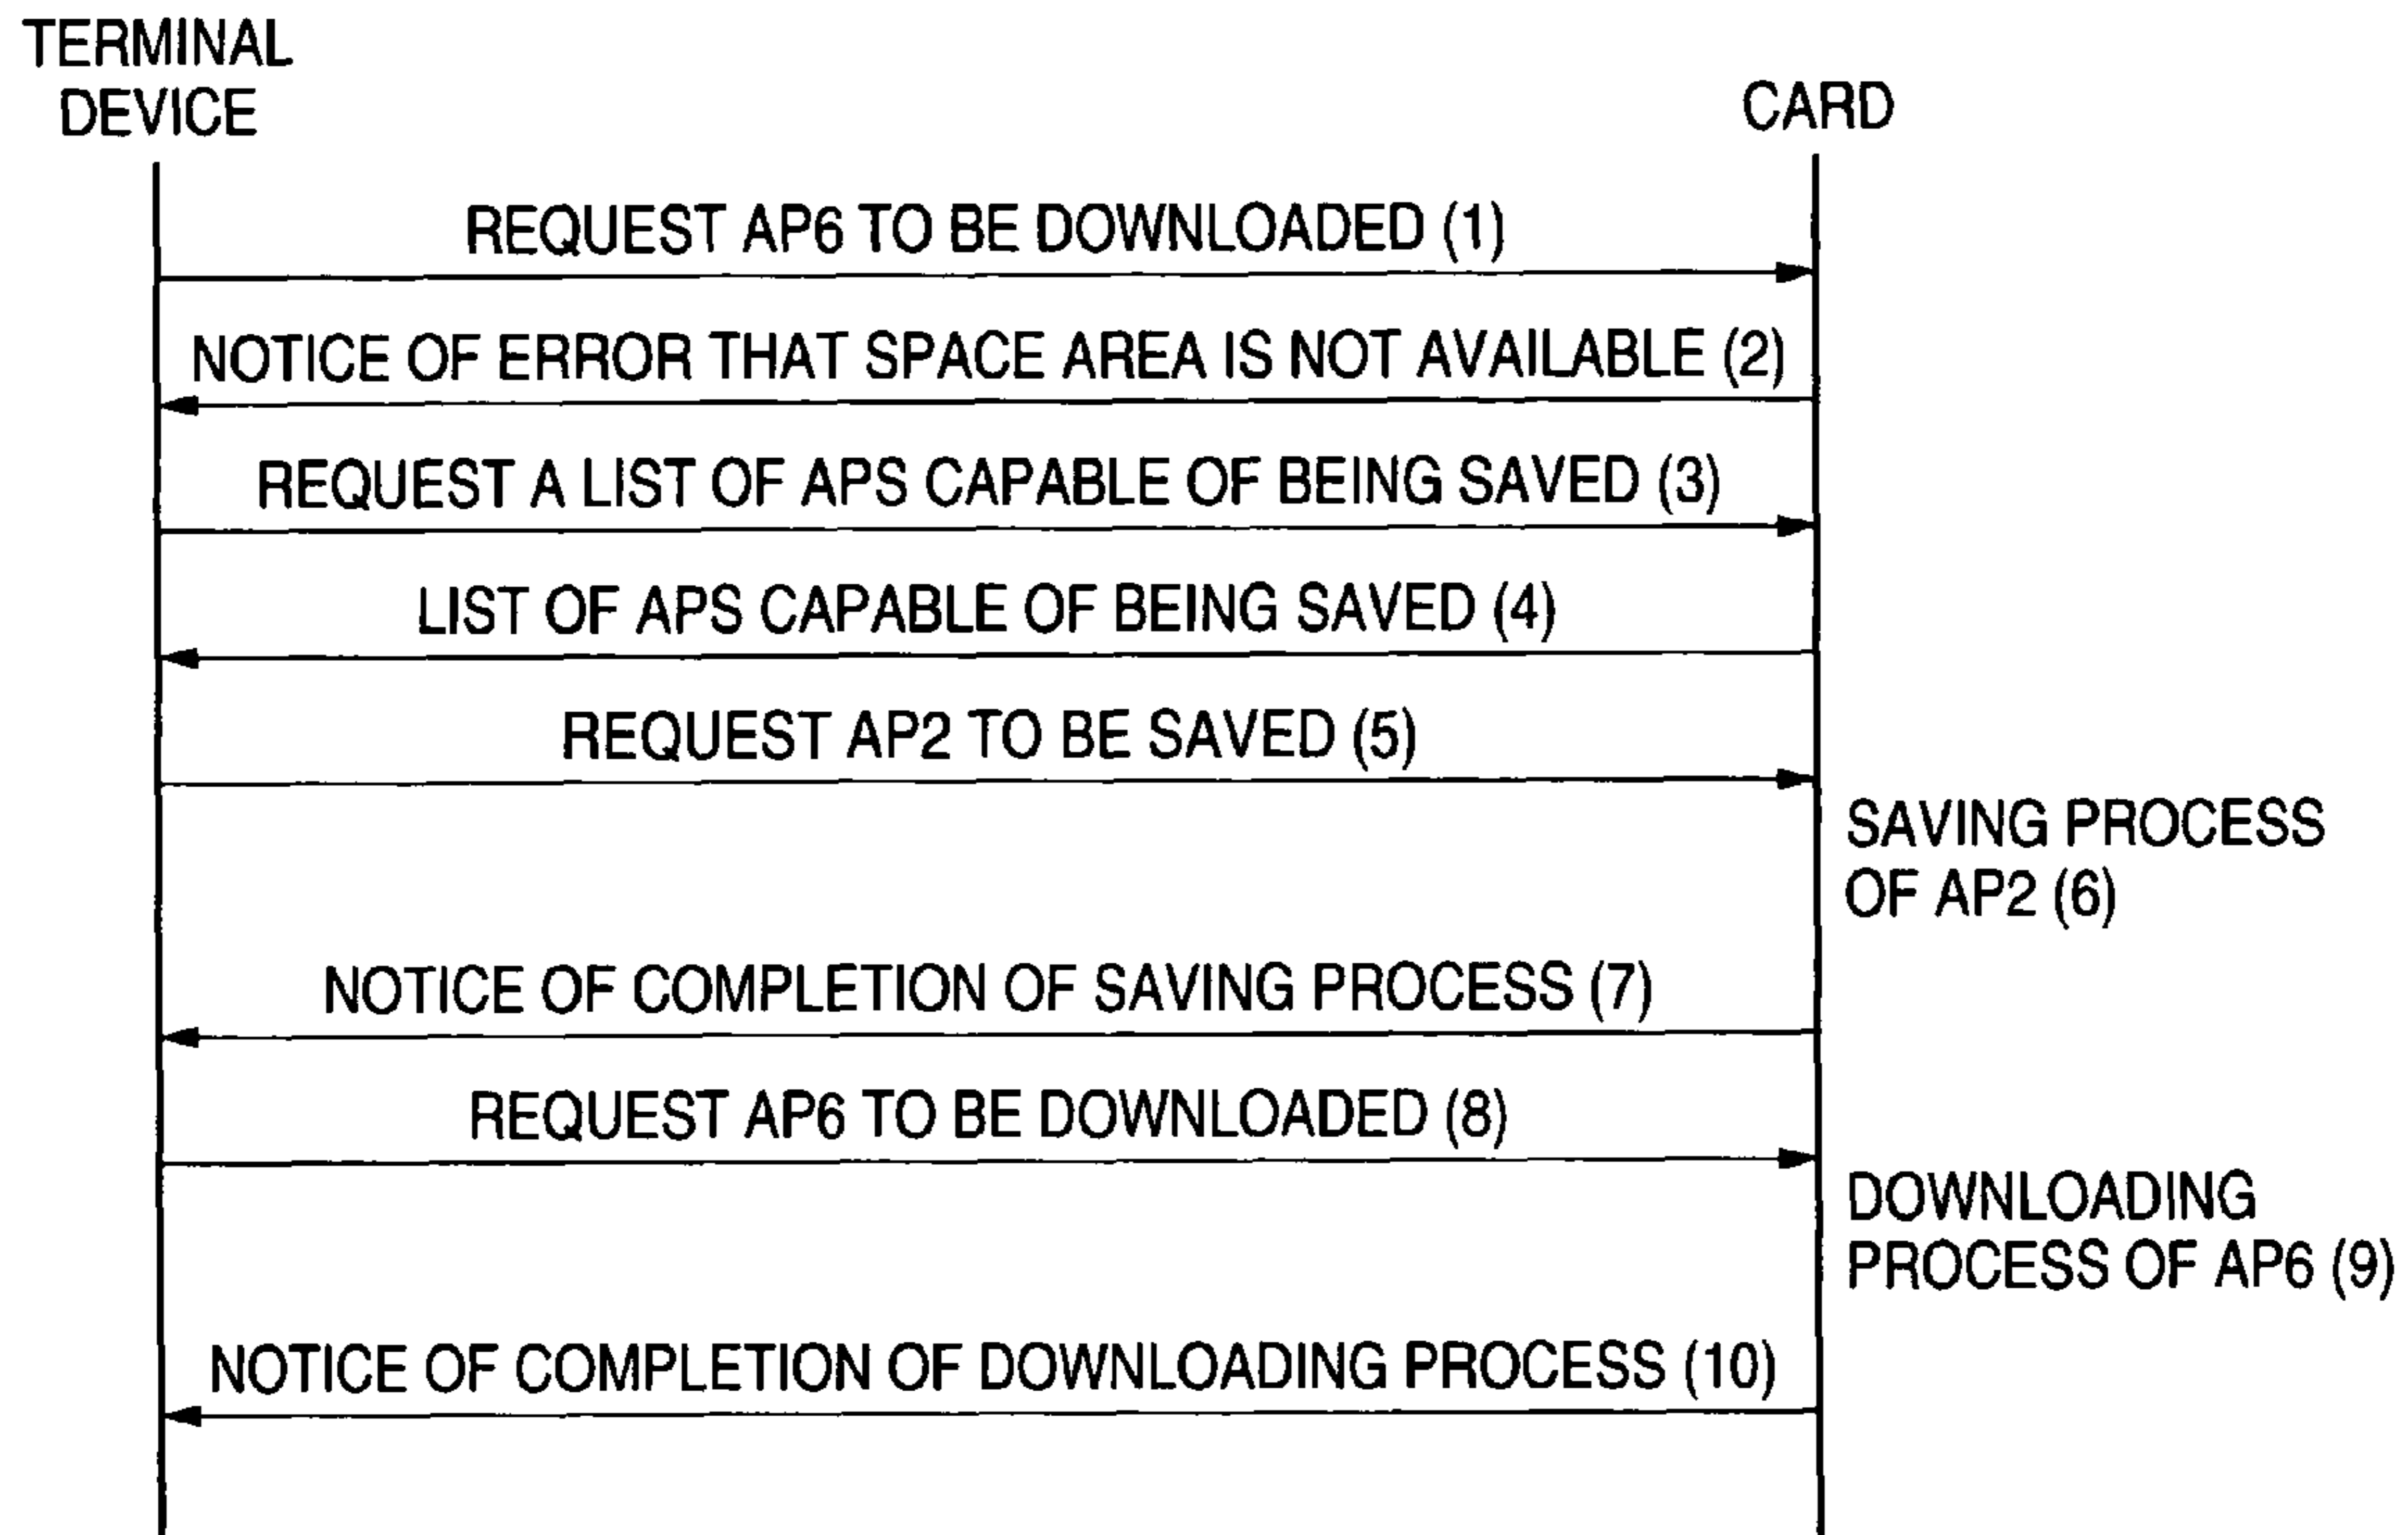 TERMINAL
DEVICE
CARD
REQUEST AP6 TO BE DOWNLOADED (1)
NOTICE OF ERROR THAT SPACE AREA IS NOT AVAILABLE (2)
REQUEST A LIST OF APS CAPABLE OF BEING SAVED (3)
LIST OF APS CAPABLE OF BEING SAVED (4)
REQUEST AP2 TO BE SAVED (5)
SAVING PROCESS
OF AP2 (6)
NOTICE OF COMPLETION OF SAVING PROCESS (7)
REQUEST AP6 TO BE DOWNLOADED (8)
DOWNLOADING
PROCESS OF AP6 (9)
NOTICE OF COMPLETION OF DOWNLOADING PROCESS (10)